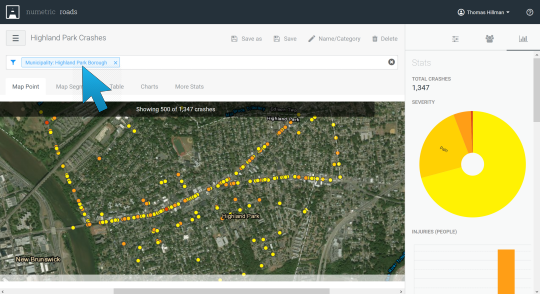 numetric roads
Thomas Hillman
Highland Park Crashes
Save as
Save
Name/Category
Delete
Municipality: Highland Park Borough x
Map Point
Map Seg
Table
Charts
More Stats
Showing 500 of 1,347 crashes
Highland Park
Highland Park
New Brunswick
Stats
TOTAL CRASHES
1,347
SEVERITY
INJURIES (PEOPLE)